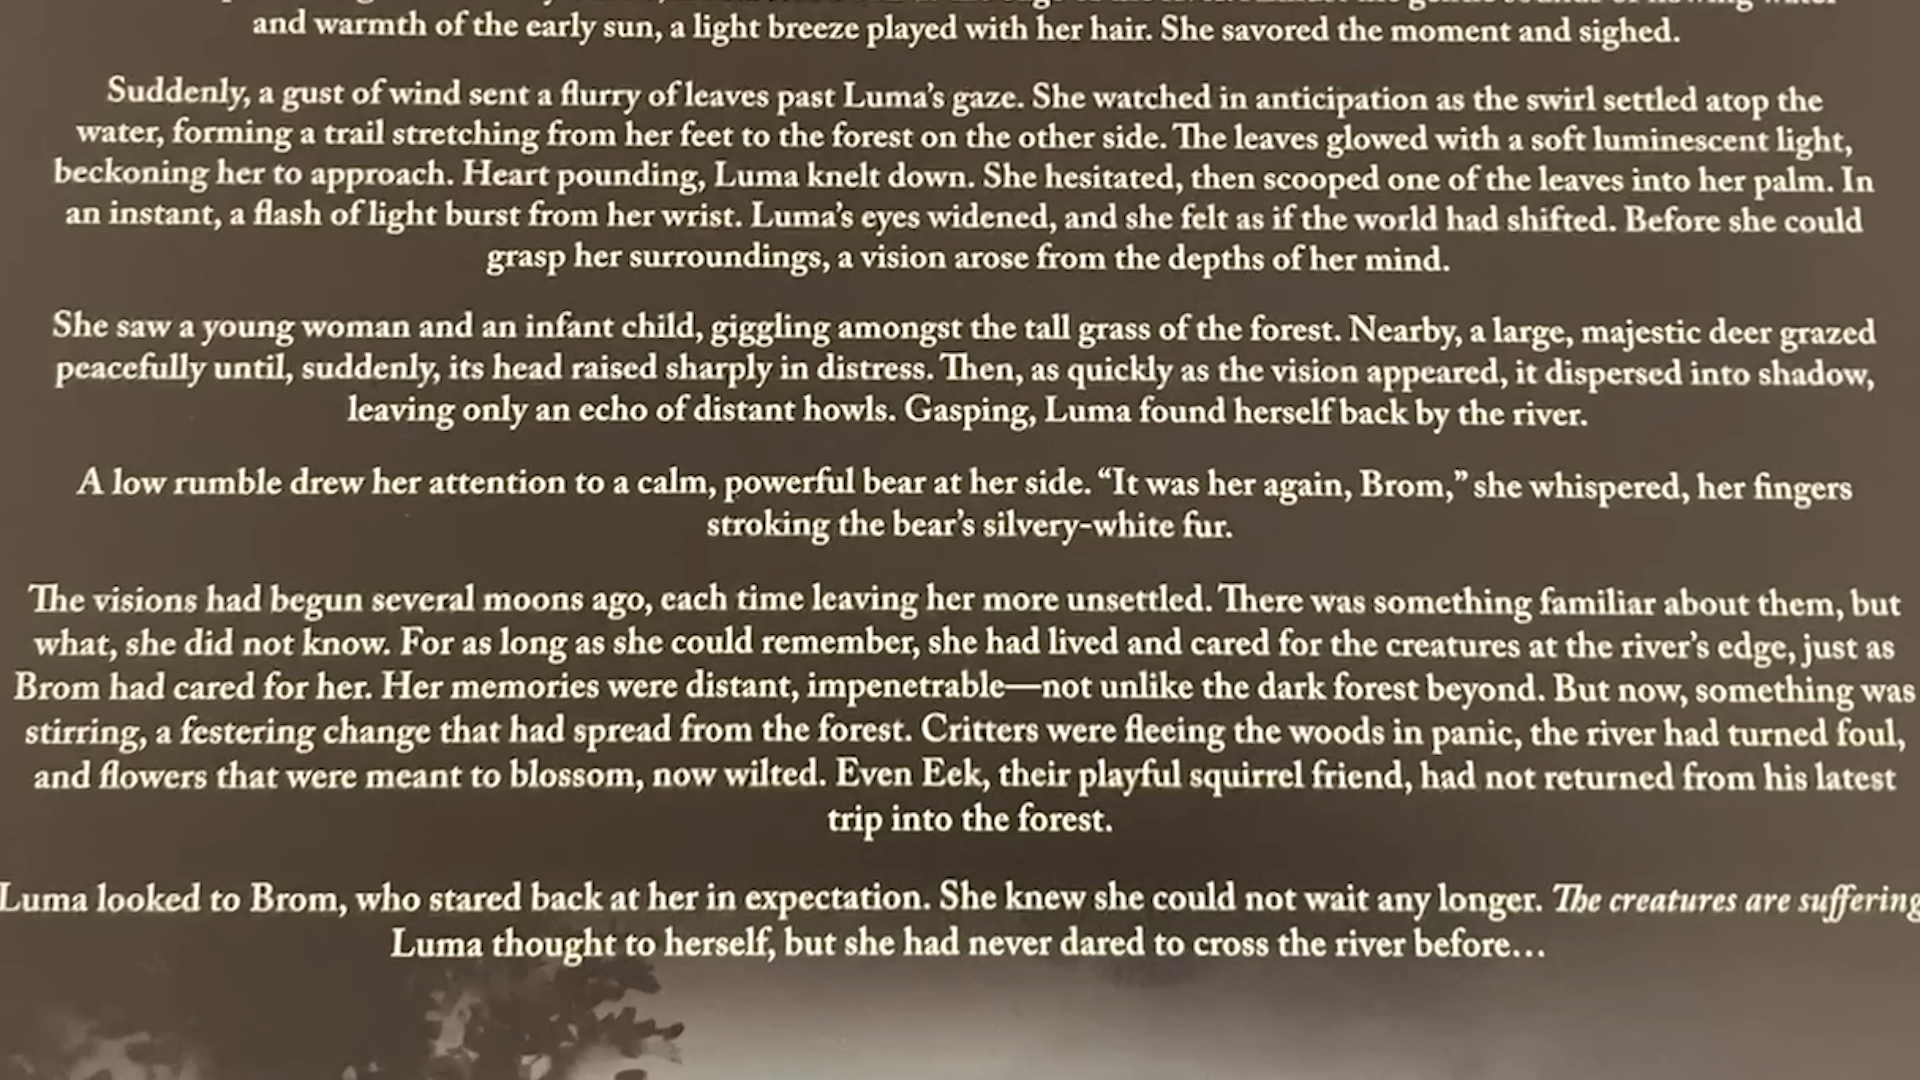 and warmth of the early sun, a light breeze played with her hair. She savored the moment and sighed.
Suddenly, a gust of wind sent a flurry of leaves past Luma’s gaze. She watched in anticipation as the swirl settled atop the
water, forming a trail stretching from her feet to the forest on the other side. The leaves glowed with a soft luminescent light,
beckoning her to approach. Heart pounding, Luma knelt down. She hesitated, then scooped one of the leaves into her palm. In
an instant, a flash of light burst from her wrist. Luma’s eyes widened, and she felt as if the world had shifted. Before she could
grasp her surroundings, a vision arose from the depths of her mind.
She saw a young woman and an infant child, giggling amongst the tall grass of the forest. Nearby, a large, majestic deer grazed
peacefully until, suddenly, its head raised sharply in distress. Then, as quickly as the vision appeared, it dispersed into shadow,
leaving only an echo of distant howls. Gasping, Luma found herself back by the river.
A low rumble drew her attention to a calm, powerful bear at her side. “It was her again, Brom,” she whispered, her fingers
stroking the bear’s silvery-white fur.
The visions had begun several moons ago, each time leaving her more unsettled. There was something familiar about them, but
what, she did not know. For as long as she could remember, she had lived and cared for the creatures at the river’s edge, just as
Brom had cared for her. Her memories were distant, impenetrable—not unlike the dark forest beyond. But now, something was
stirring, a festering change that had spread from the forest. Critters were fleeing the woods in panic, the river had turned foul,
and flowers that were meant to blossom, now wilted. Even Eek, their playful squirrel friend, had not returned from his latest
trip into the forest.
Luma looked to Brom, who stared back at her in expectation. She knew she could not wait any longer. The creatures are suffering
Luma thought to herself, but she had never dared to cross the river before…